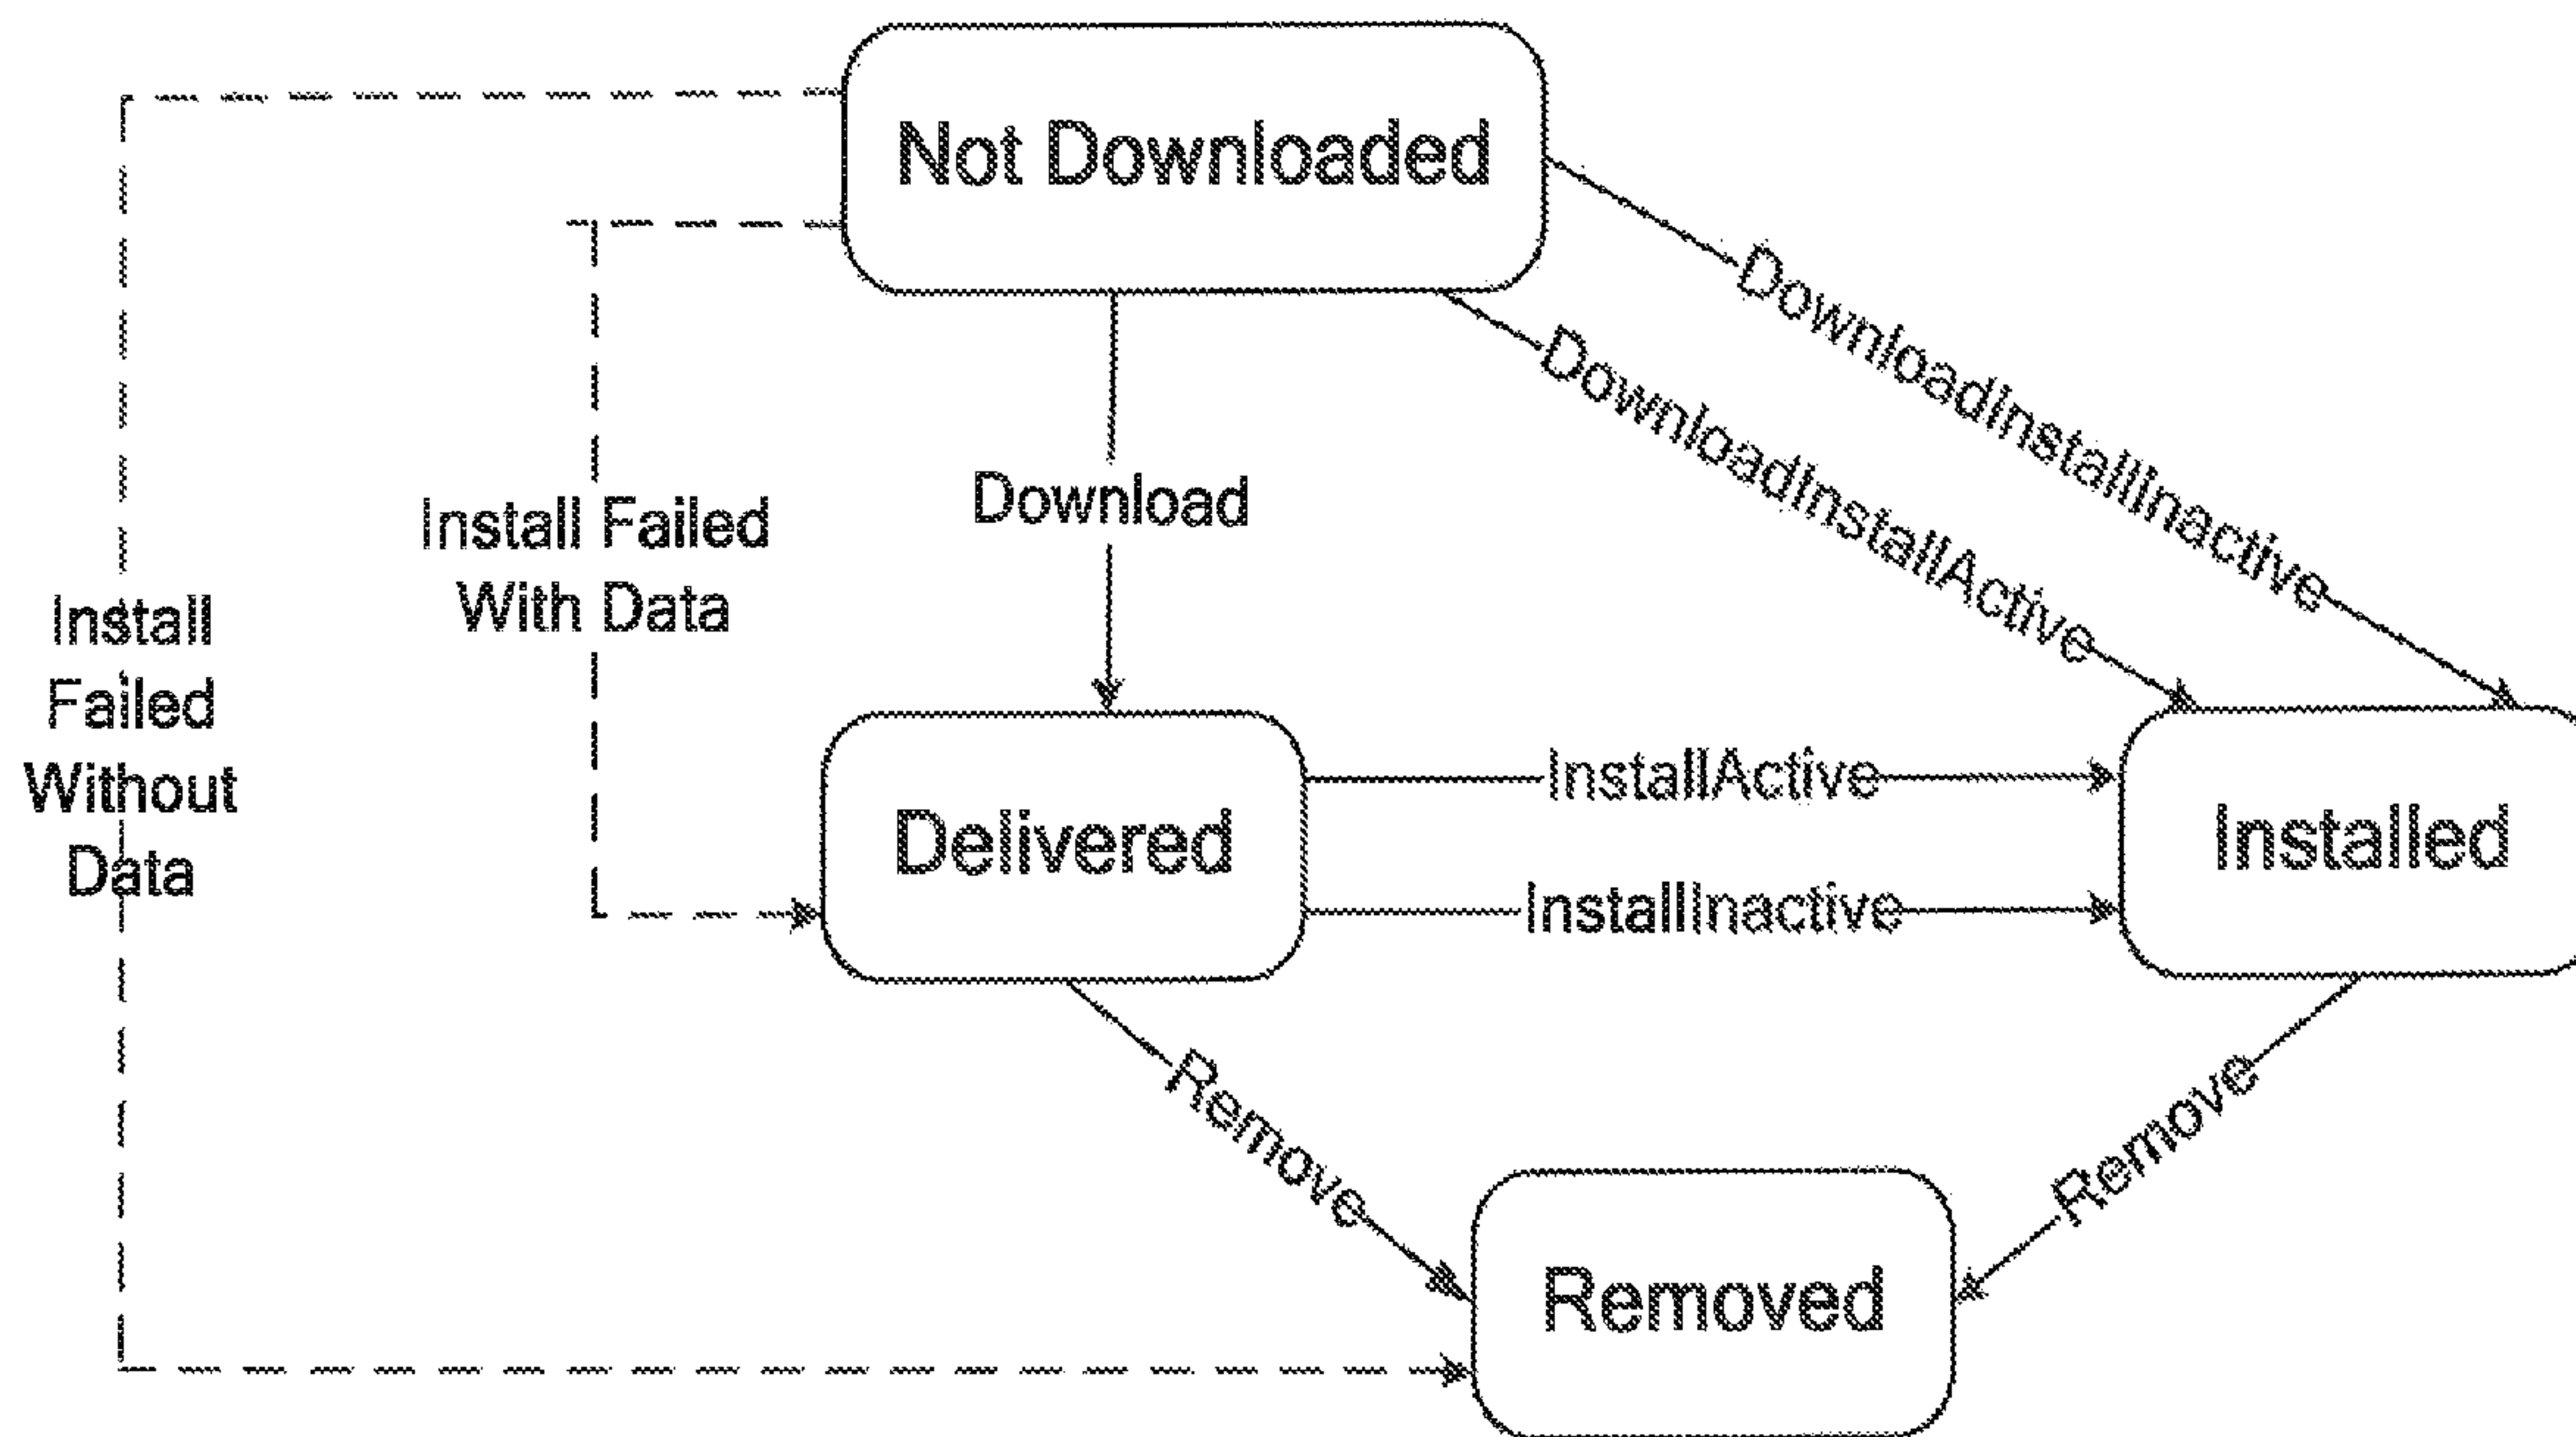 Not Downloaded
DownloadInstallInactive
DownloadInstallActive
Download
Install Failed
With Data
Install
Failed
Without
Data
Delivered
InstallActive
InstallInactive
Installed
Remove
Remove
Removed